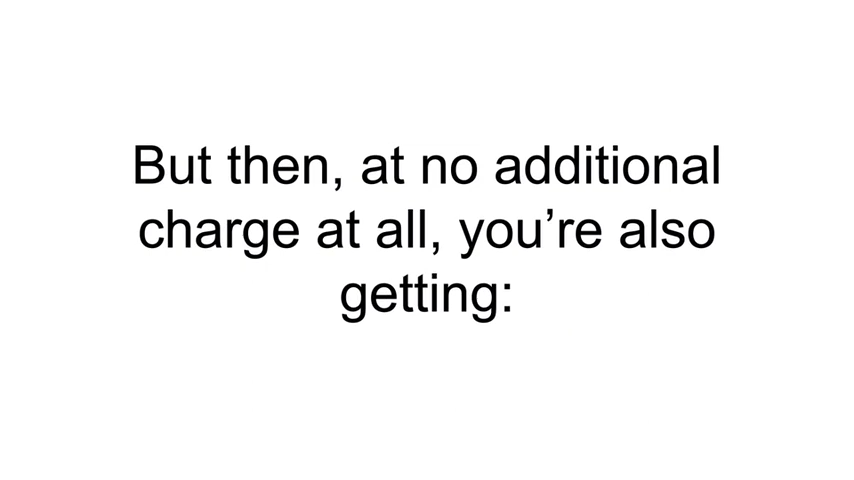 But then, at no additional
charge at all, you’re also
getting: